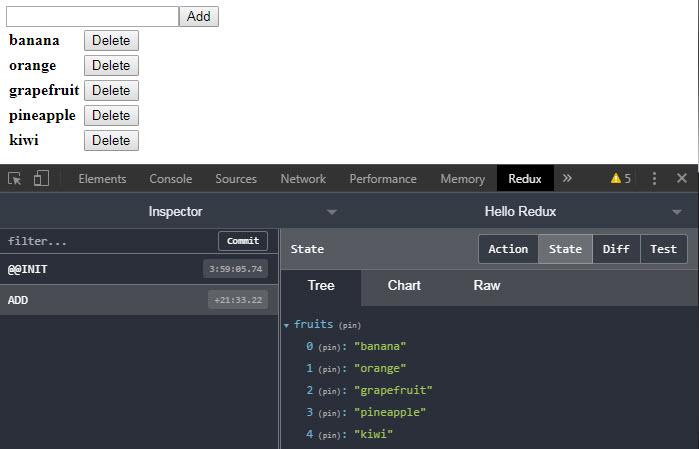 Add
banana Delete
orange Delete
grapefruit Delete
pineapple Delete
kiwi Delete
Elements Console Sources Network Performance Memory Redux » 5
Inspector Hello Redux
filter... Commit State Action State Diff Test
@@INIT 3:59:05.74 Tree Chart Raw
ADD +21:33.22
fruits (pin)
0 (pin): "banana"
1 (pin): "orange"
2 (pin): "grapefruit"
3 (pin): "pineapple"
4 (pin): "kiwi"